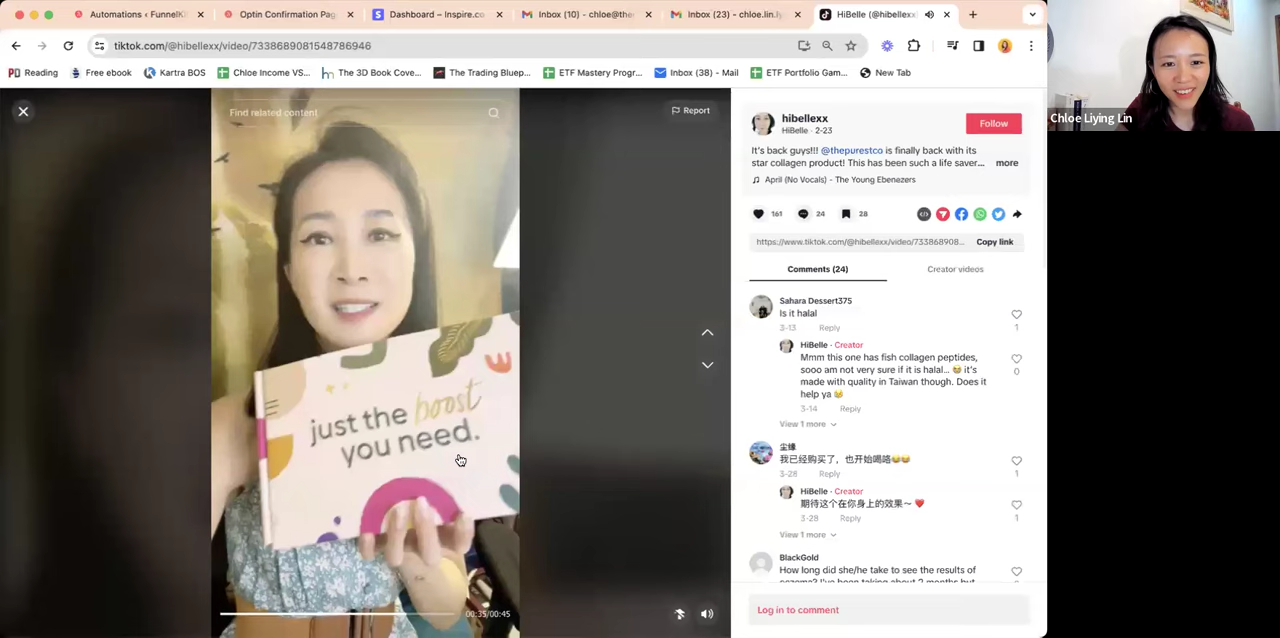 Automations ‹ FunnelKi
Optin Confirmation Pag
Dashboard – Inspire.co
Inbox (10) - chloe@the
Inbox (23) - chloe.lin.ly
HiBelle (@hibellexx)
tiktok.com/@hibellexx/video/7338689081548786946
Reading
Free ebook
Kartra BOS
Chloe Income VS...
The 3D Book Cove...
The Trading Bluep...
ETF Mastery Progr...
Inbox (38) - Mail
ETF Portfolio Gam...
New Tab
Find related content
Report
just the boost
you need.
00:35/00:45
hibellexx
HiBelle · 2-23
Follow
It's back guys!!! @thepurestco is finally back with its
star collagen product! This has been such a life saver...
more
April (No Vocals) - The Young Ebenezers
161
24
28
https://www.tiktok.com/@hibellexx/video/733868908...
Copy link
Comments (24)
Creator videos
Sahara Dessert375
Is it halal
3-13
Reply
1
HiBelle · Creator
Mmm this one has fish collagen peptides,
sooo am not very sure if it is halal... 😅 it's
made with quality in Taiwan though. Does it
help ya 😅
0
3-14
Reply
View 1 more
尘缘
我已经购买了，也开始喝咯😂😂
3-28
Reply
1
HiBelle · Creator
期待这个在你身上的效果～ ❤️
3-28
Reply
1
View 1 more
BlackGold
How long did she/he take to see the results of
Log in to comment
Chloe Liying Lin